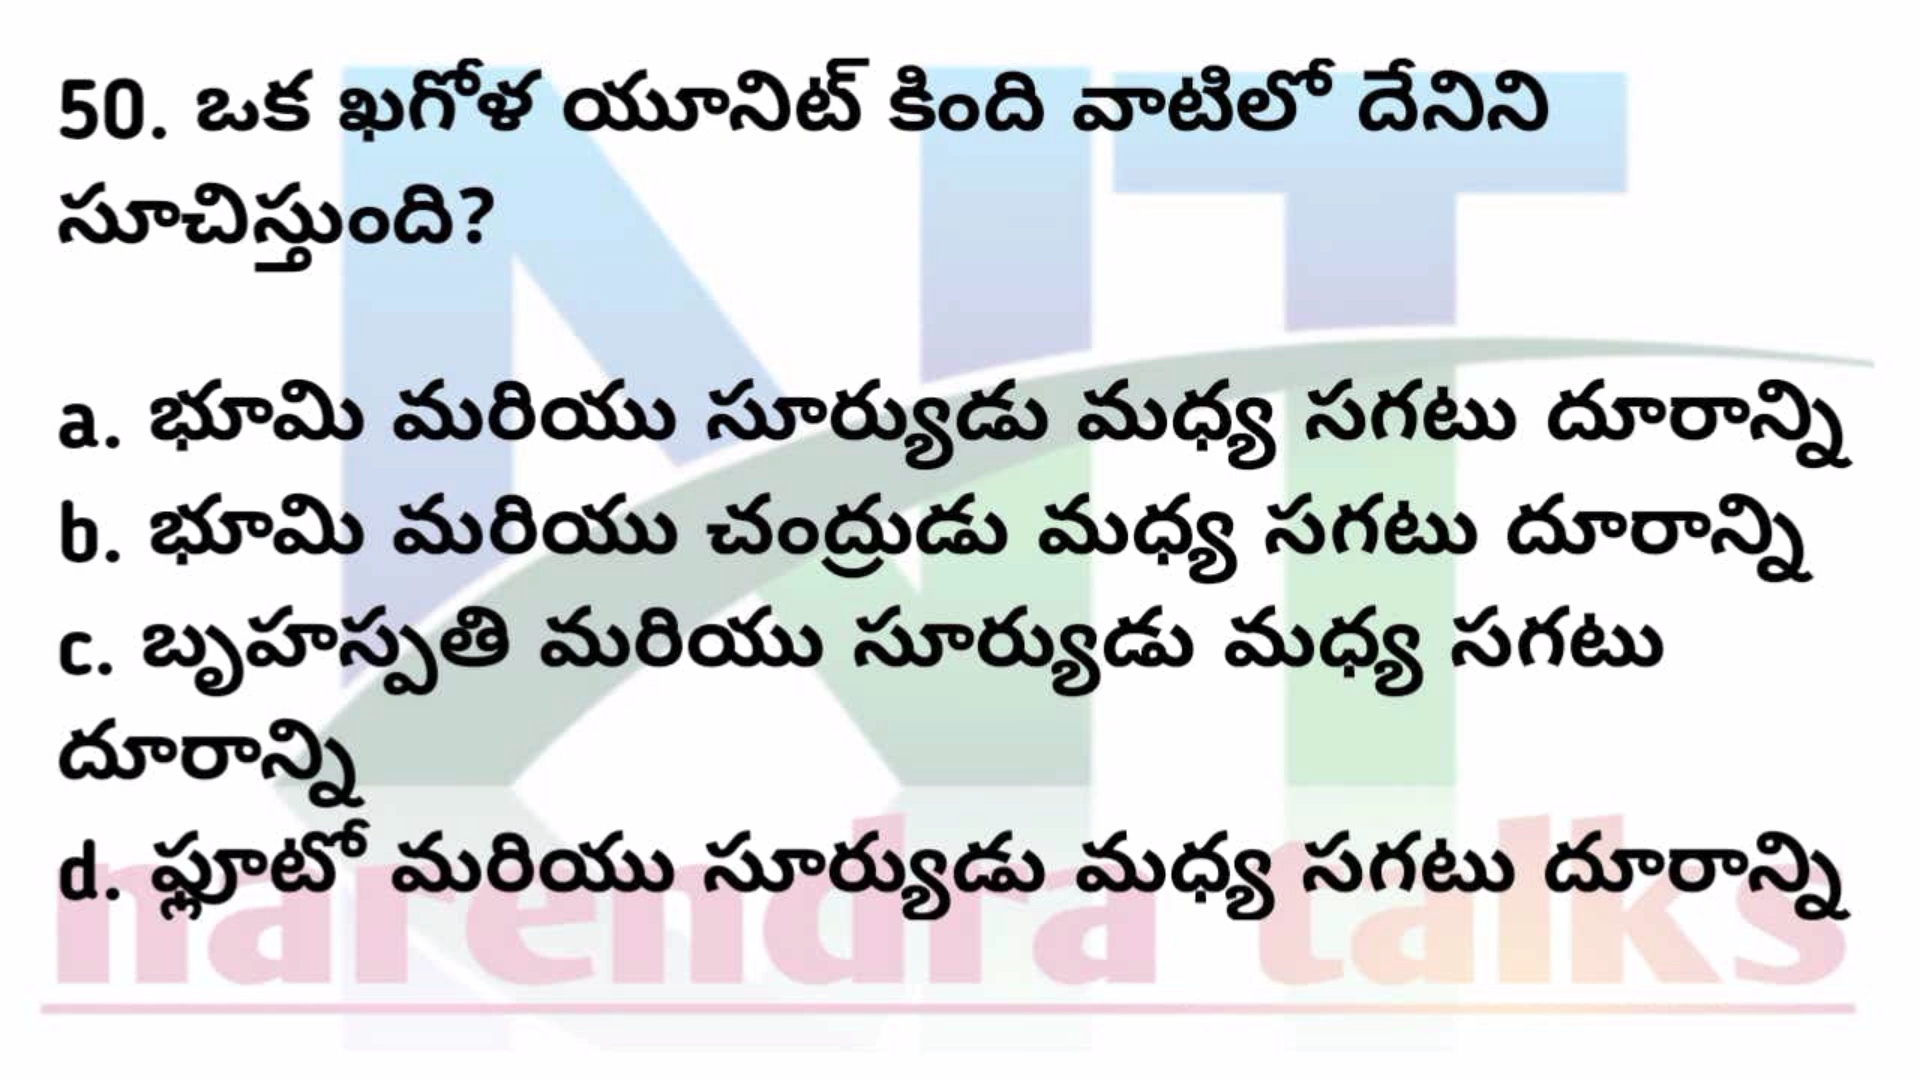 50. ఒక ఖగోళ యూనిట్ కింది వాటిలో దేనిని
సూచిస్తుంది?
a. భూమి మరియు సూర్యుడు మధ్య సగటు దూరాన్ని
b. భూమి మరియు చంద్రుడు మధ్య సగటు దూరాన్ని
c. బృహస్పతి మరియు సూర్యుడు మధ్య సగటు
దూరాన్ని
d. ప్లూటో మరియు సూర్యుడు మధ్య సగటు దూరాన్ని
NT
narendra talks